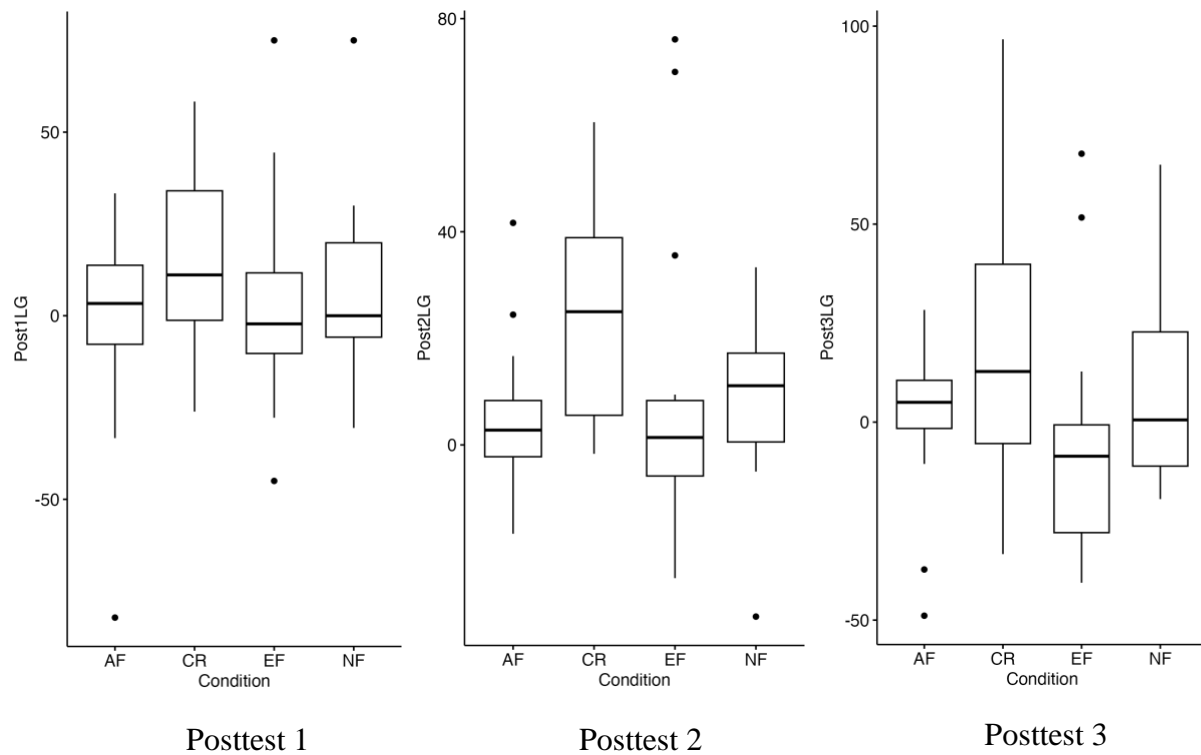 Post1LG
50
0
-50
AF CR EF NF
Condition
Posttest 1
Post2LG
80
40
0
AF CR EF NF
Condition
Posttest 2
Post3LG
100
50
0
-50
AF CR EF NF
Condition
Posttest 3